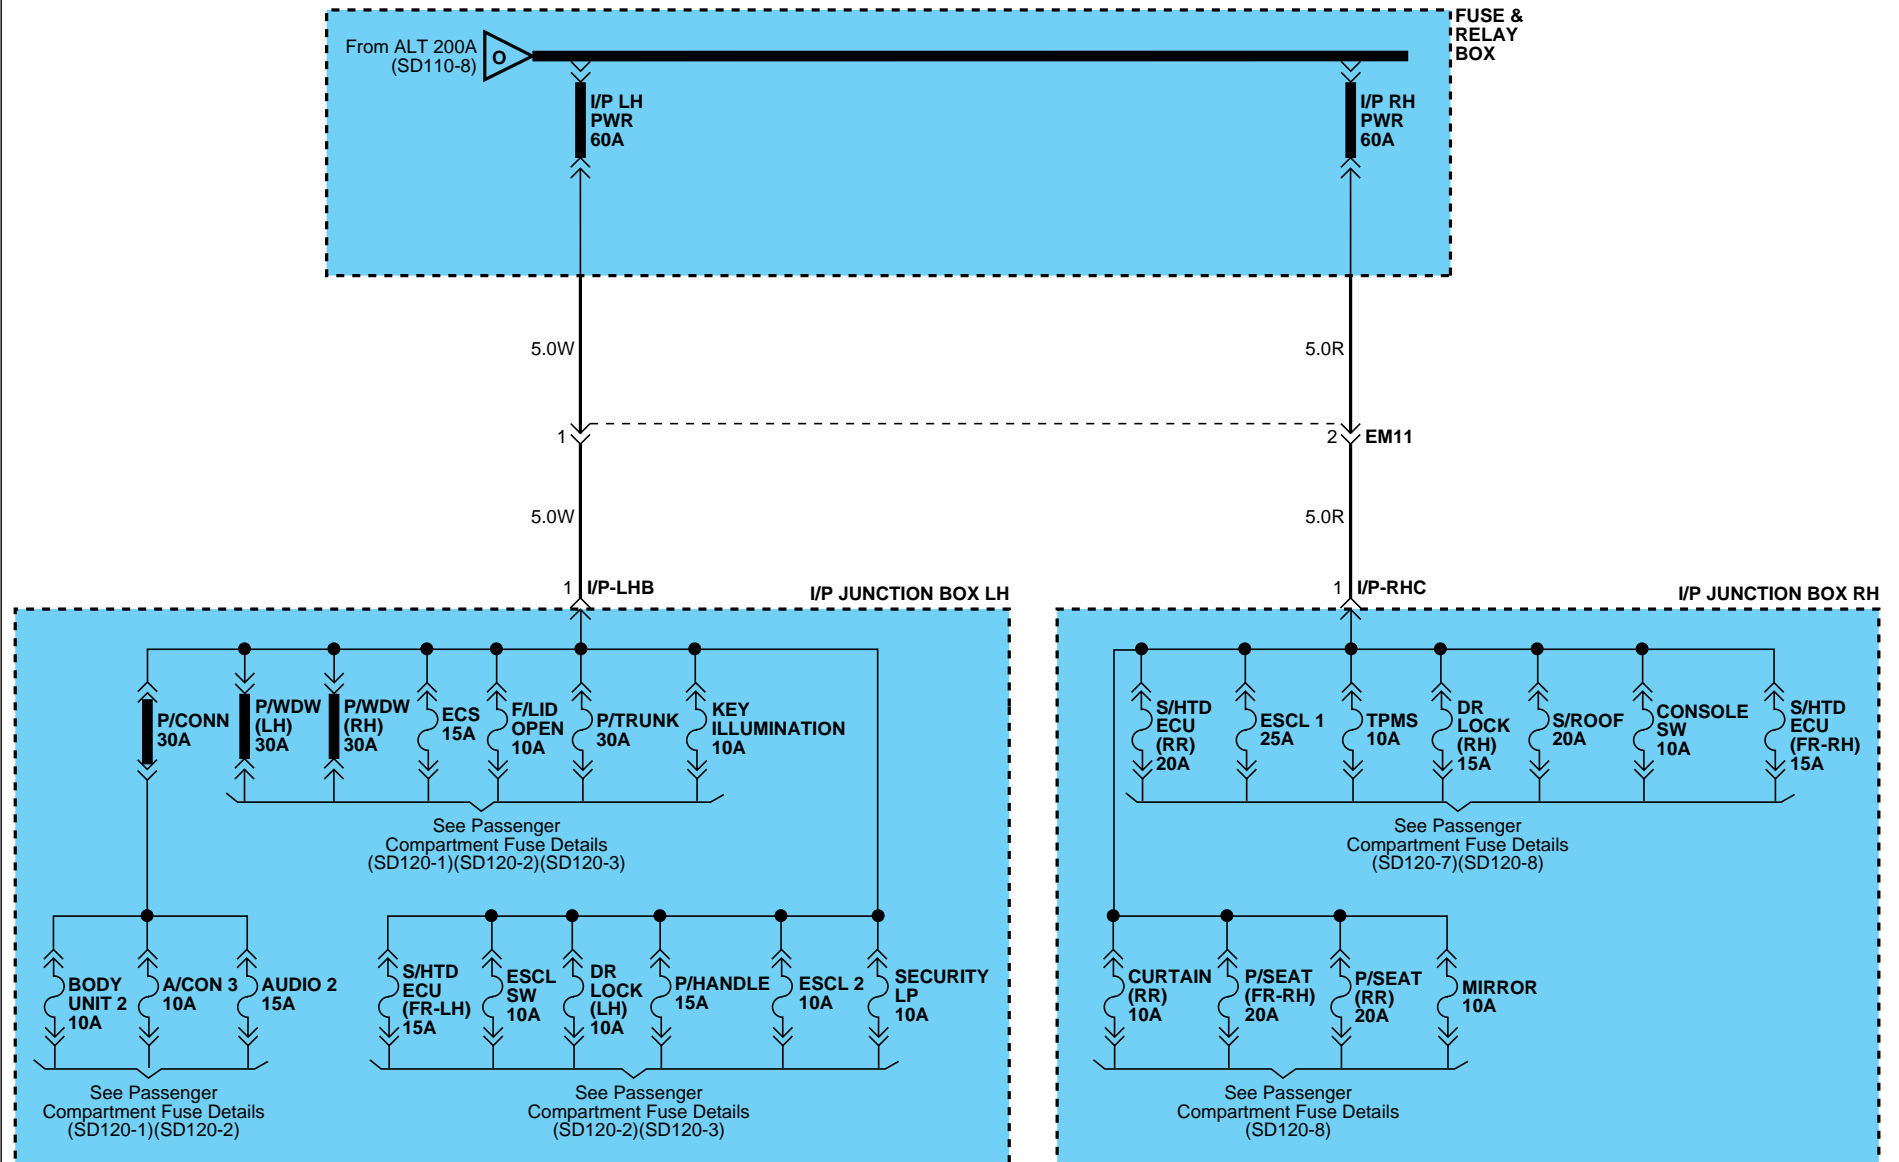 FUSE &
RELAY
BOX
From ALT 200A
(SD110-8)
O
I/P LH
PWR
60A
I/P RH
PWR
60A
5.0W
5.0R
1
2
EM11
5.0W
5.0R
1
I/P-LHB
I/P JUNCTION BOX LH
1
I/P-RHC
I/P JUNCTION BOX RH
P/CONN
30A
P/WDW
(LH)
30A
P/WDW
(RH)
30A
ECS
15A
F/LID
OPEN
10A
P/TRUNK
30A
KEY
ILLUMINATION
10A
S/HTD
ECU
(RR)
20A
ESCL 1
25A
TPMS
10A
DR
LOCK
(RH)
15A
S/ROOF
20A
CONSOLE
SW
10A
S/HTD
ECU
(FR-RH)
15A
See Passenger
Compartment Fuse Details
(SD120-1)(SD120-2)(SD120-3)
See Passenger
Compartment Fuse Details
(SD120-7)(SD120-8)
BODY
UNIT 2
10A
A/CON 3
10A
AUDIO 2
15A
S/HTD
ECU
(FR-LH)
15A
ESCL
SW
10A
DR
LOCK
(LH)
10A
P/HANDLE
15A
ESCL 2
10A
SECURITY
LP
10A
CURTAIN
(RR)
10A
P/SEAT
(FR-RH)
20A
P/SEAT
(RR)
20A
MIRROR
10A
See Passenger
Compartment Fuse Details
(SD120-1)(SD120-2)
See Passenger
Compartment Fuse Details
(SD120-2)(SD120-3)
See Passenger
Compartment Fuse Details
(SD120-8)